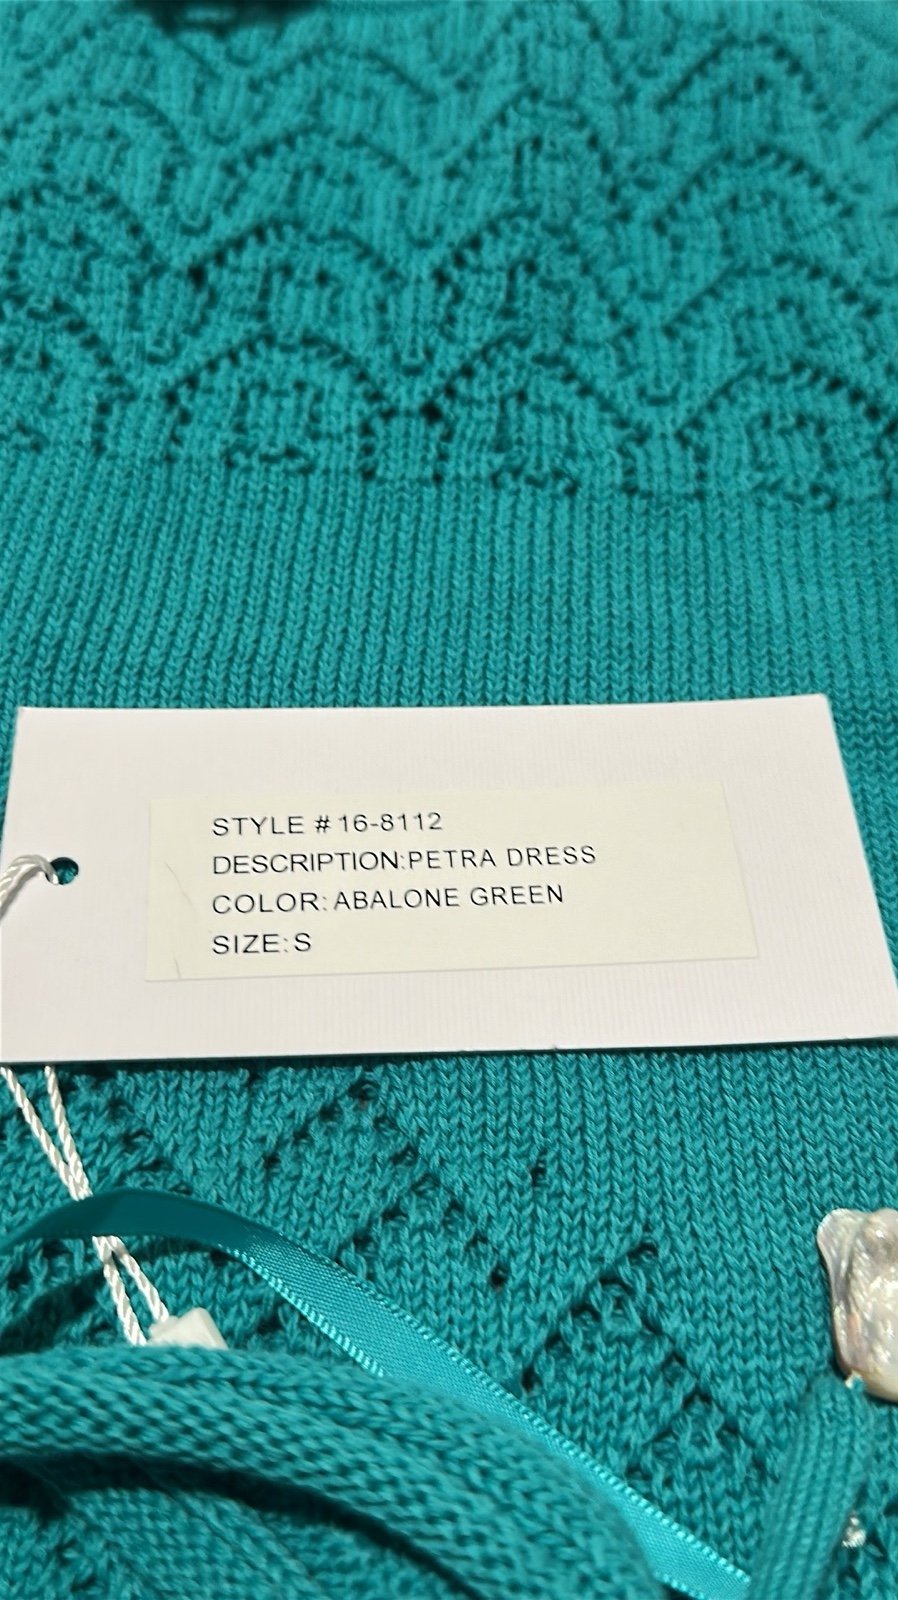 STYLE # 16-8112
DESCRIPTION:PETRA DRESS
COLOR: ABALONE GREEN
SIZE: S